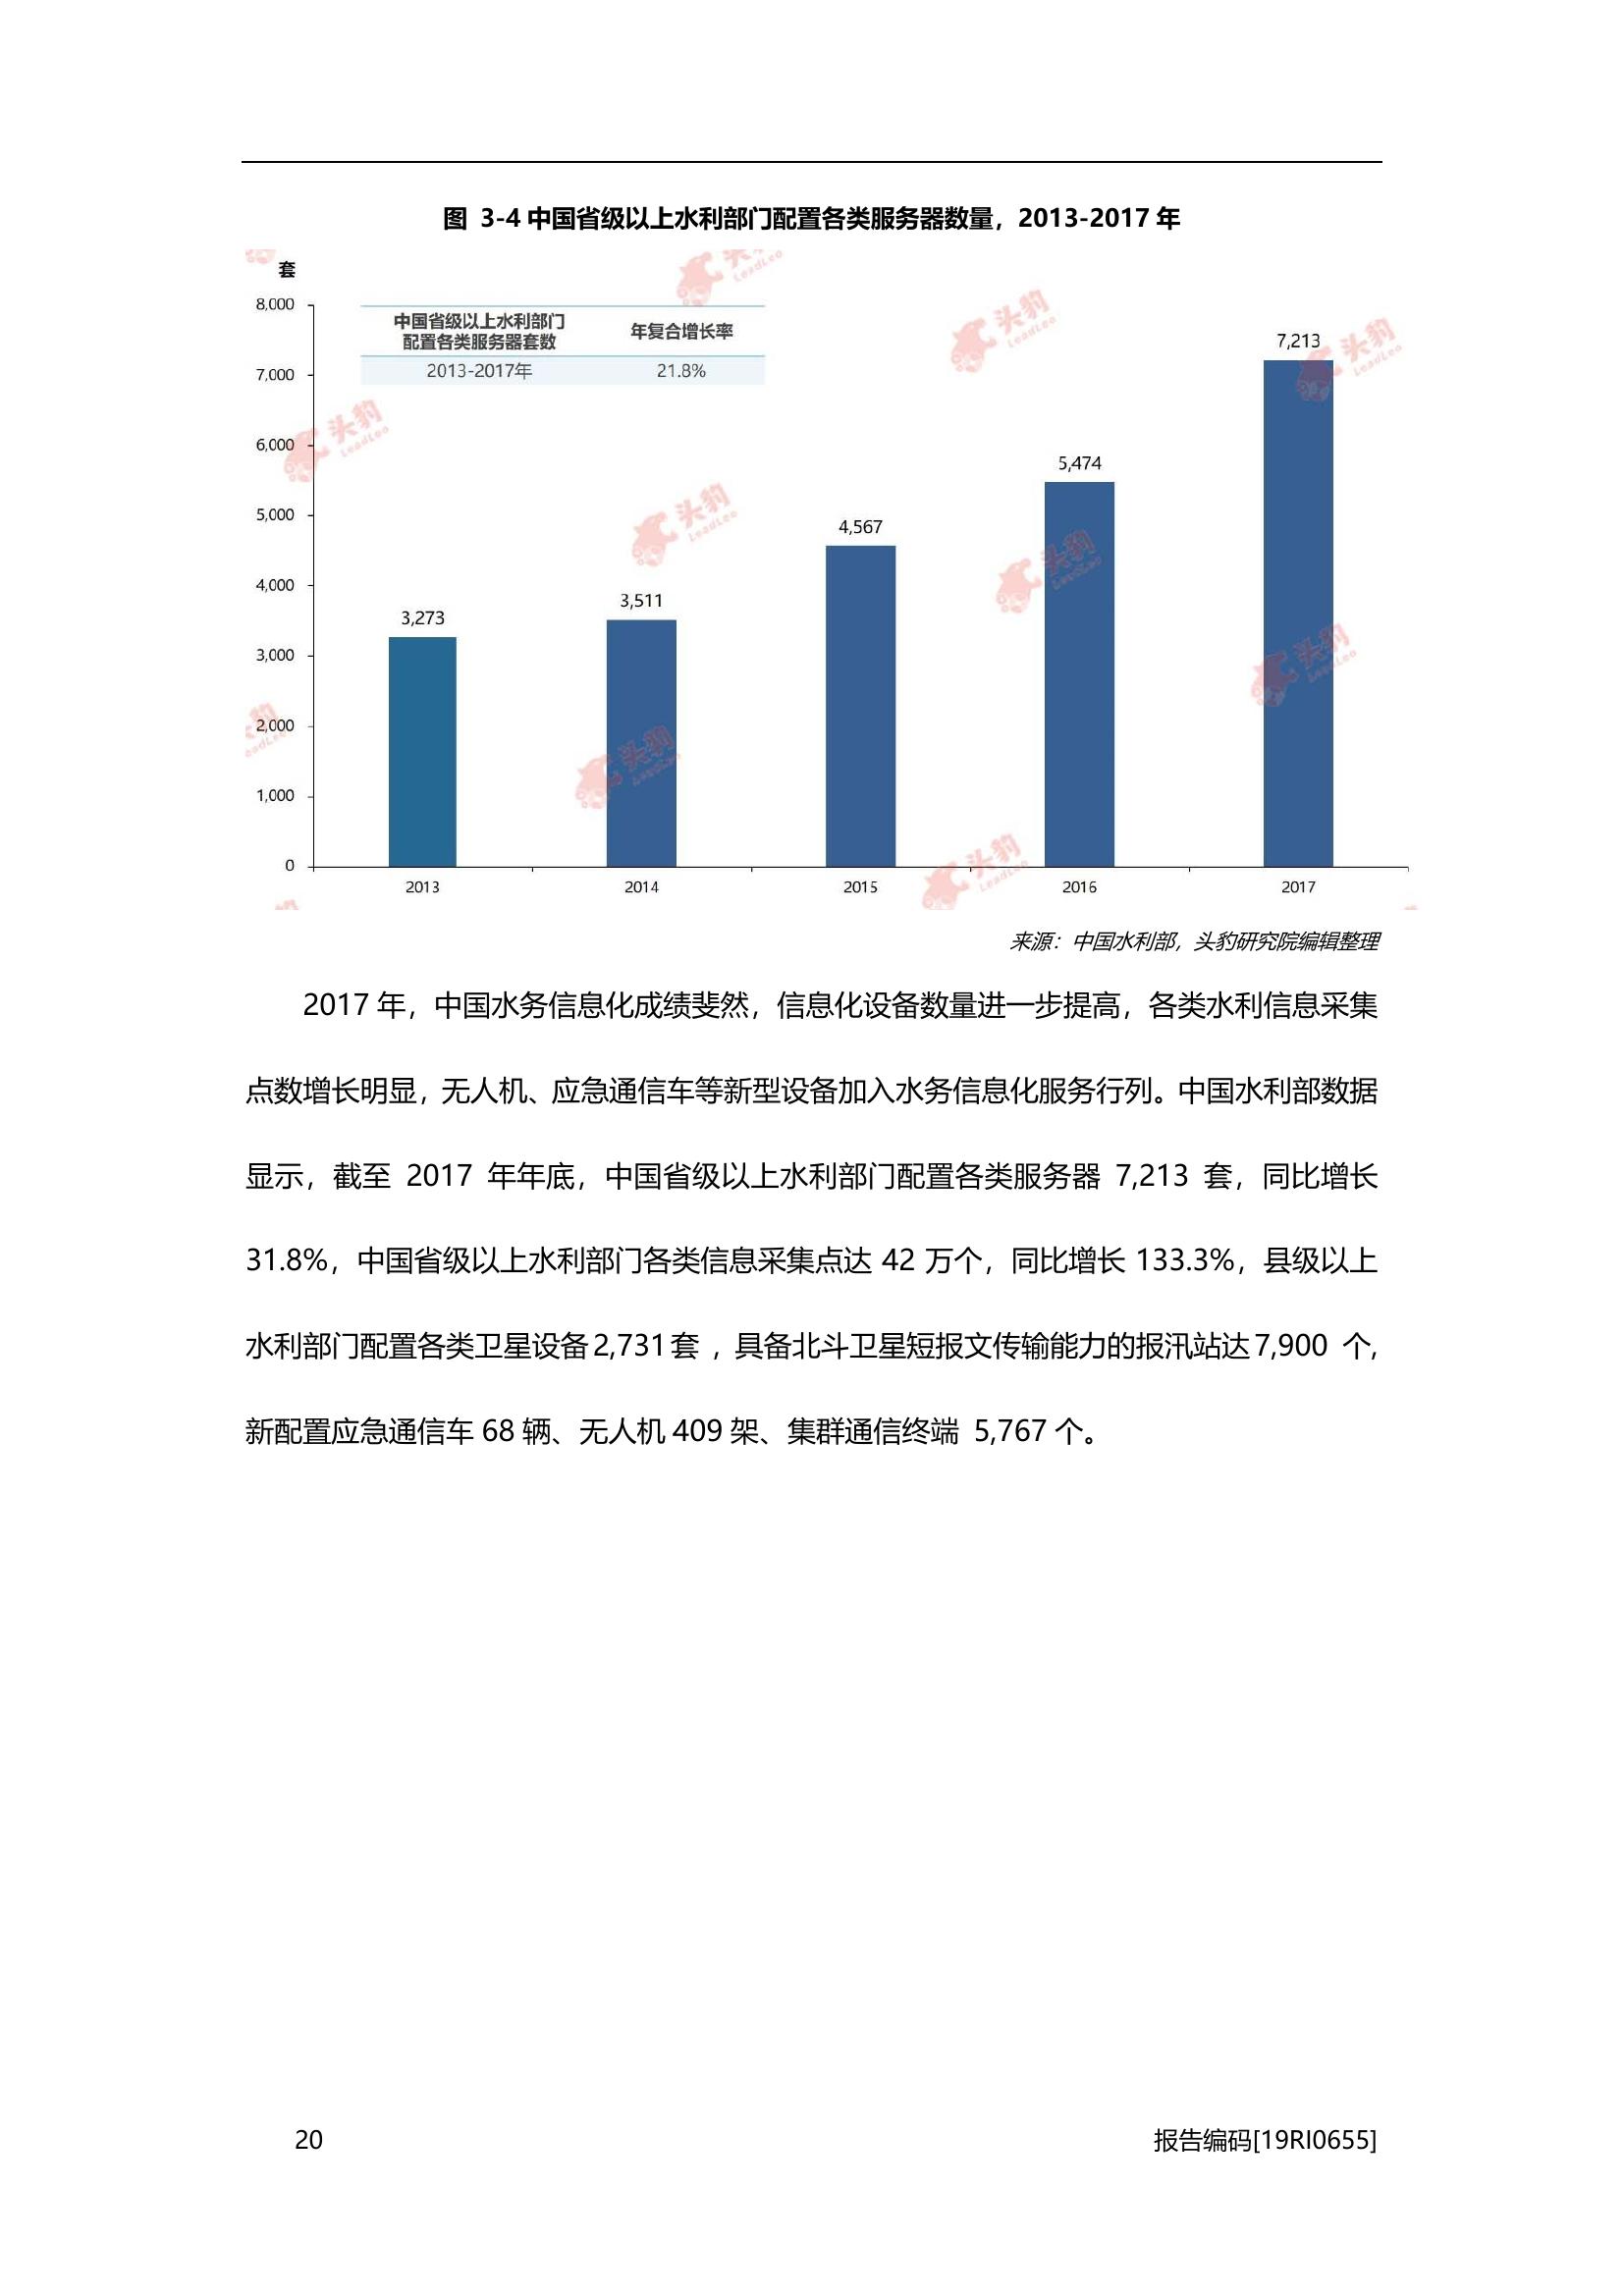 图 3-4 中国省级以上水利部门配置各类服务器数量，2013-2017 年
套
8,000
7,000
6,000
5,000
4,000
3,000
2,000
1,000
0
中国省级以上水利部门
配置各类服务器套数
年复合增长率
2013-2017年 21.8%
3,273
3,511
4,567
5,474
7,213
2013 2014 2015 2016 2017
头豹
LeadLeo
来源：中国水利部，头豹研究院编辑整理
2017 年，中国水务信息化成绩斐然，信息化设备数量进一步提高，各类水利信息采集
点数增长明显，无人机、应急通信车等新型设备加入水务信息化服务行列。中国水利部数据
显示，截至 2017 年年底，中国省级以上水利部门配置各类服务器 7,213 套，同比增长
31.8%，中国省级以上水利部门各类信息采集点达 42 万个，同比增长 133.3%，县级以上
水利部门配置各类卫星设备 2,731 套 ，具备北斗卫星短报文传输能力的报汛站达 7,900 个,
新配置应急通信车 68 辆、无人机 409 架、集群通信终端 5,767 个。
20
报告编码[19RI0655]